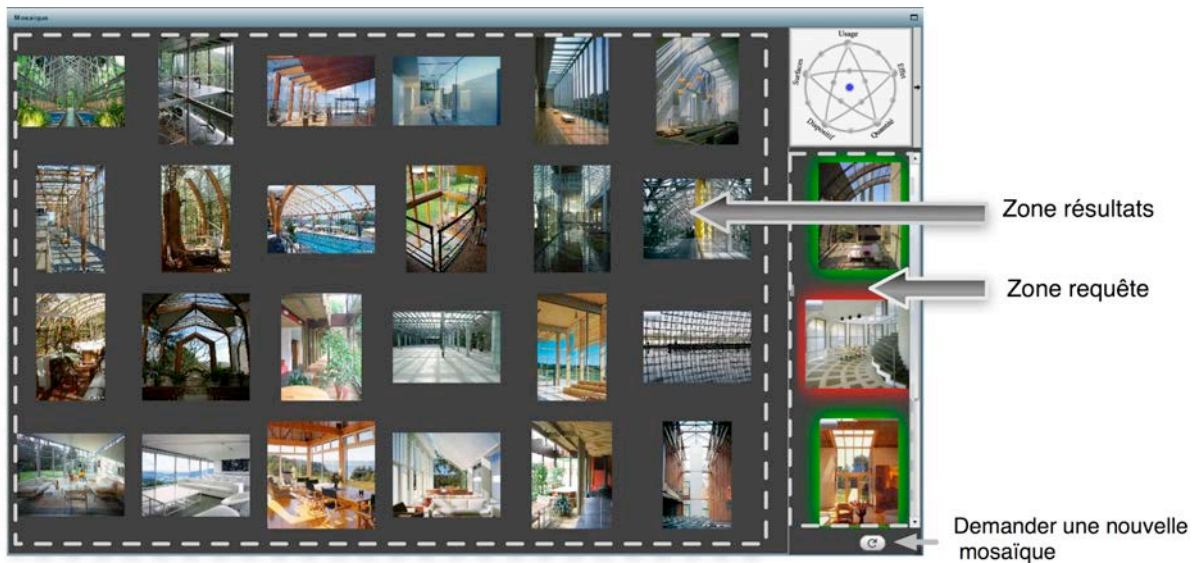 Mosaïque
Usage
Surfaces
Effet
Dispositif
Quantité
Zone résultats
Zone requête
Demander une nouvelle
mosaïque